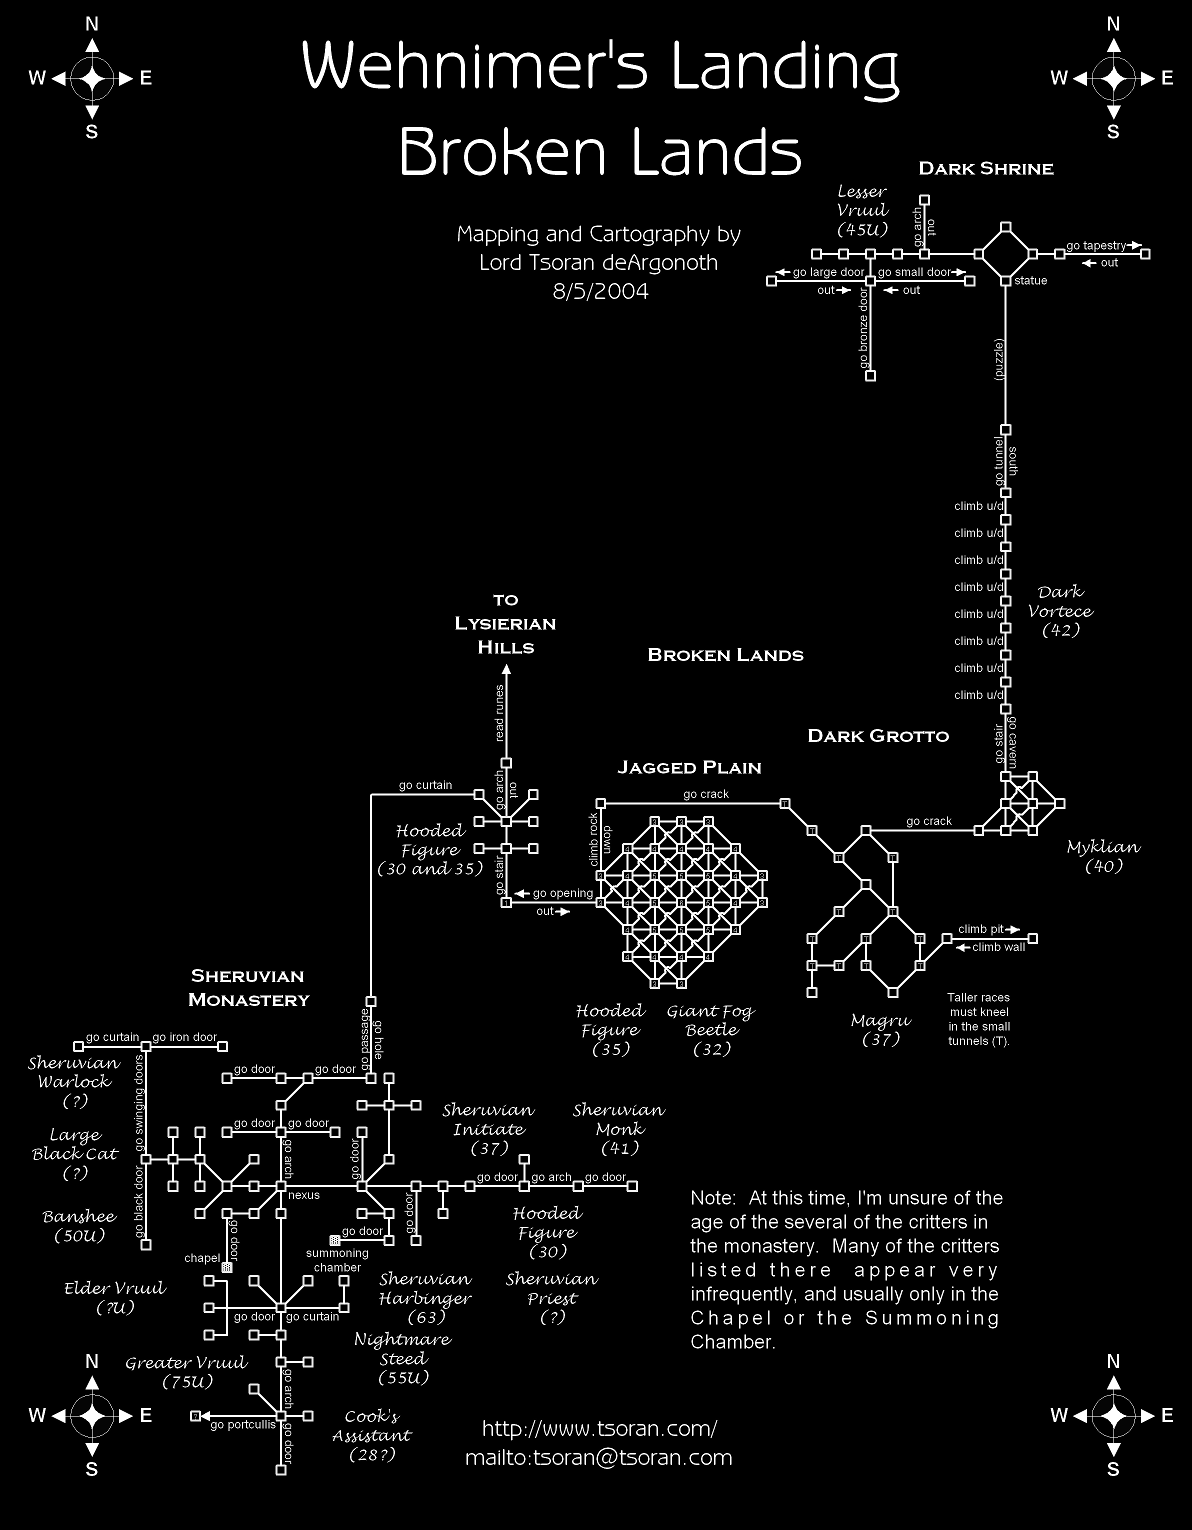 N
W E
S
N
W E
S
Wehnimer's Landing
Broken Lands
Mapping and Cartography by
Lord Tsoran deArgonoth
8/5/2004
DARK SHRINE
Lesser
Vruul
(45U)
go arch
out
go tapestry
out
go large door
go small door
out
out
statue
go bronze door
(puzzle)
go tunnel
south
climb u/d
climb u/d
climb u/d
climb u/d
climb u/d
climb u/d
climb u/d
climb u/d
Dark
Vortece
(42)
go stair
go cavern
TO
LYSIERIAN
HILLS
read runes
go arch
out
BROKEN LANDS
DARK GROTTO
JAGGED PLAIN
go curtain
Hooded
Figure
(30 and 35)
go stair
go opening
out
climb rock
down
go crack
go crack
Myklian
(40)
climb pit
climb wall
Hooded
Figure
(35)
Giant Fog
Beetle
(32)
Magru
(37)
Taller races
must kneel
in the small
tunnels (T).
SHERUVIAN
MONASTERY
go passage
go hole
go curtain
go iron door
Sheruvian
Warlock
(?)
go swinging doors
Large
Black Cat
(?)
go black door
Banshee
(50U)
go door
go door
go door
go door
go arch
go door
nexus
Sheruvian
Initiate
(37)
Sheruvian
Monk
(41)
go door
go arch
go door
go door
go door
chapel
go door
summoning
chamber
Hooded
Figure
(30)
Elder Vruul
(?U)
go door
go curtain
Sheruvian
Harbinger
(63)
Sheruvian
Priest
(?)
Nightmare
Steed
(55U)
Greater Vruul
(75U)
go arch
go portcullis
go door
Cook's
Assistant
(28?)
Note: At this time, I'm unsure of the
age of the several of the critters in
the monastery. Many of the critters
listed there appear very
infrequently, and usually only in the
Chapel or the Summoning
Chamber.
http://www.tsoran.com/
mailto:tsoran@tsoran.com
N
W E
S
N
W E
S